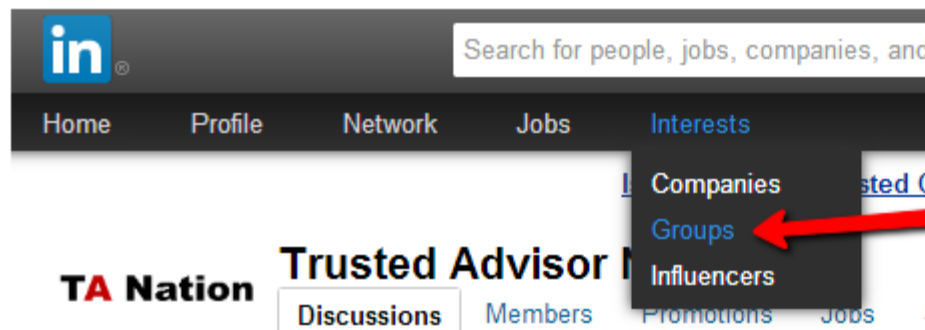 in ®
Search for people, jobs, companies, and
Home Profile Network Jobs Interests
Companies
Groups
Influencers
TA Nation
Trusted Advisor
Discussions Members Promotions Jobs